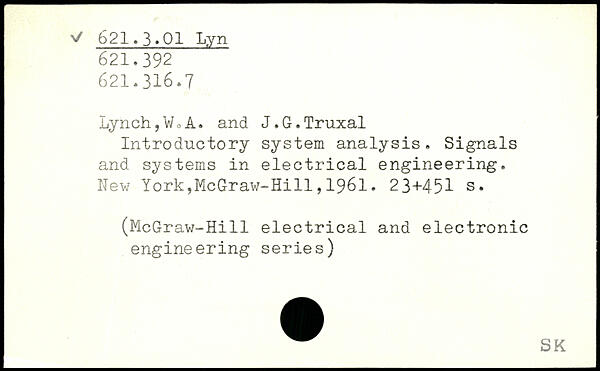 ✓ 621.3.01 Lyn
621.392
621.316.7
Lynch,W.A. and J.G.Truxal
Introductory system analysis. Signals
and systems in electrical engineering.
New York,McGraw-Hill,1961. 23+451 s.
(McGraw-Hill electrical and electronic
engineering series)
SK